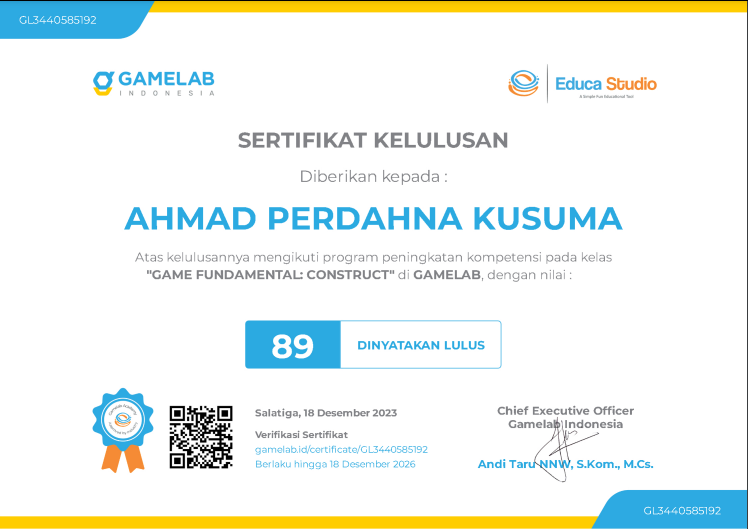 GL3440585192
GAMELAB
INDONESIA
Educa Studio
A Simple Fun Educational Tool
SERTIFIKAT KELULUSAN
Diberikan kepada :
AHMAD PERDAHNA KUSUMA
Atas kelulusannya mengikuti program peningkatan kompetensi pada kelas
"GAME FUNDAMENTAL: CONSTRUCT" di GAMELAB, dengan nilai :
89
DINYATAKAN LULUS
Salatiga, 18 Desember 2023
Verifikasi Sertifikat
gamelab.id/certificate/GL3440585192
Berlaku hingga 18 Desember 2026
Chief Executive Officer
Gamelab Indonesia
Andi Taru NNW, S.Kom., M.Cs.
GL3440585192